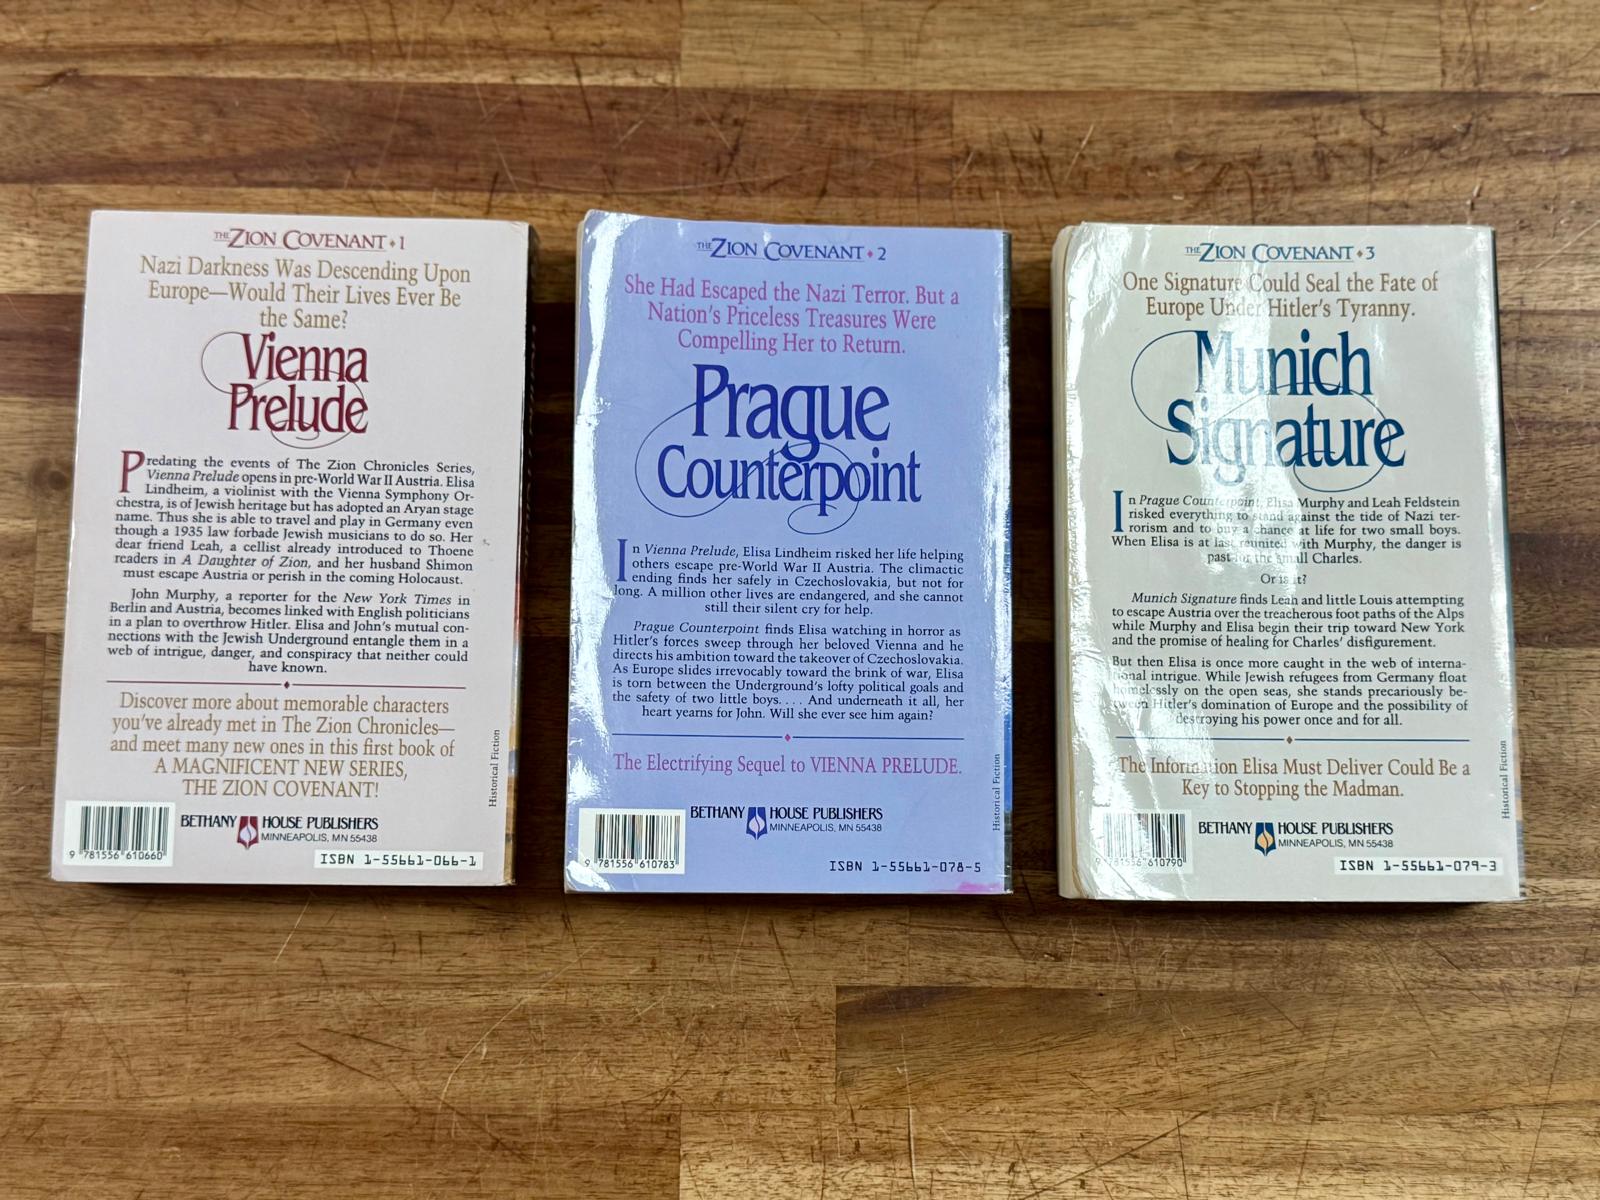 THE ZION COVENANT ♦ 1
Nazi Darkness Was Descending Upon
Europe—Would Their Lives Ever Be
the Same?
Vienna
Prelude
Predating the events of The Zion Chronicles Series,
Vienna Prelude opens in pre-World War II Austria. Elisa
Lindheim, a violinist with the Vienna Symphony Or-
chestra, is of Jewish heritage but has adopted an Aryan stage
name. Thus she is able to travel and play in Germany even
though a 1935 law forbade Jewish musicians to do so. Her
dear friend Leah, a cellist already introduced to Thoene
readers in A Daughter of Zion, and her husband Shimon
must escape Austria or perish in the coming Holocaust.
John Murphy, a reporter for the New York Times in
Berlin and Austria, becomes linked with English politicians
in a plan to overthrow Hitler. Elisa and John's mutual con-
nections with the Jewish Underground entangle them in a
web of intrigue, danger, and conspiracy that neither could
have known.
Discover more about memorable characters
you've already met in The Zion Chronicles—
and meet many new ones in this first book of
A MAGNIFICENT NEW SERIES,
THE ZION COVENANT!
Historical Fiction
9 781556 610660
BETHANY HOUSE PUBLISHERS
MINNEAPOLIS, MN 55438
ISBN 1-55661-066-1
THE ZION COVENANT ♦ 2
She Had Escaped the Nazi Terror. But a
Nation's Priceless Treasures Were
Compelling Her to Return.
Prague
Counterpoint
In Vienna Prelude, Elisa Lindheim risked her life helping
others escape pre-World War II Austria. The climactic
ending finds her safely in Czechoslovakia, but not for
long. A million other lives are endangered, and she cannot
still their silent cry for help.
Prague Counterpoint finds Elisa watching in horror as
Hitler's forces sweep through her beloved Vienna and he
directs his ambition toward the takeover of Czechoslovakia.
As Europe slides irrevocably toward the brink of war, Elisa
is torn between the Underground's lofty political goals and
the safety of two little boys. . . . And underneath it all, her
heart yearns for John. Will she ever see him again?
The Electrifying Sequel to VIENNA PRELUDE.
Historical Fiction
9 781556 610783
BETHANY HOUSE PUBLISHERS
MINNEAPOLIS, MN 55438
ISBN 1-55661-078-5
THE ZION COVENANT ♦ 3
One Signature Could Seal the Fate of
Europe Under Hitler's Tyranny.
Munich
Signature
In Prague Counterpoint, Elisa Murphy and Leah Feldstein
risked everything to stand against the tide of Nazi ter-
rorism and to buy a chance at life for two small boys.
When Elisa is at last reunited with Murphy, the danger is
past for the small Charles.
Or is it?
Munich Signature finds Leah and little Louis attempting
to escape Austria over the treacherous foot paths of the Alps
while Murphy and Elisa begin their trip toward New York
and the promise of healing for Charles' disfigurement.
But then Elisa is once more caught in the web of interna-
tional intrigue. While Jewish refugees from Germany float
homelessly on the open seas, she stands precariously be-
tween Hitler's domination of Europe and the possibility of
destroying his power once and for all.
The Information Elisa Must Deliver Could Be a
Key to Stopping the Madman.
Historical Fiction
9 781556 610790
BETHANY HOUSE PUBLISHERS
MINNEAPOLIS, MN 55438
ISBN 1-55661-079-3